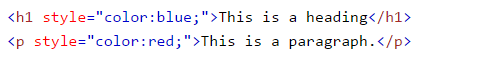 <h1 style="color:blue;">This is a heading</h1>
<p style="color:red;">This is a paragraph.</p>